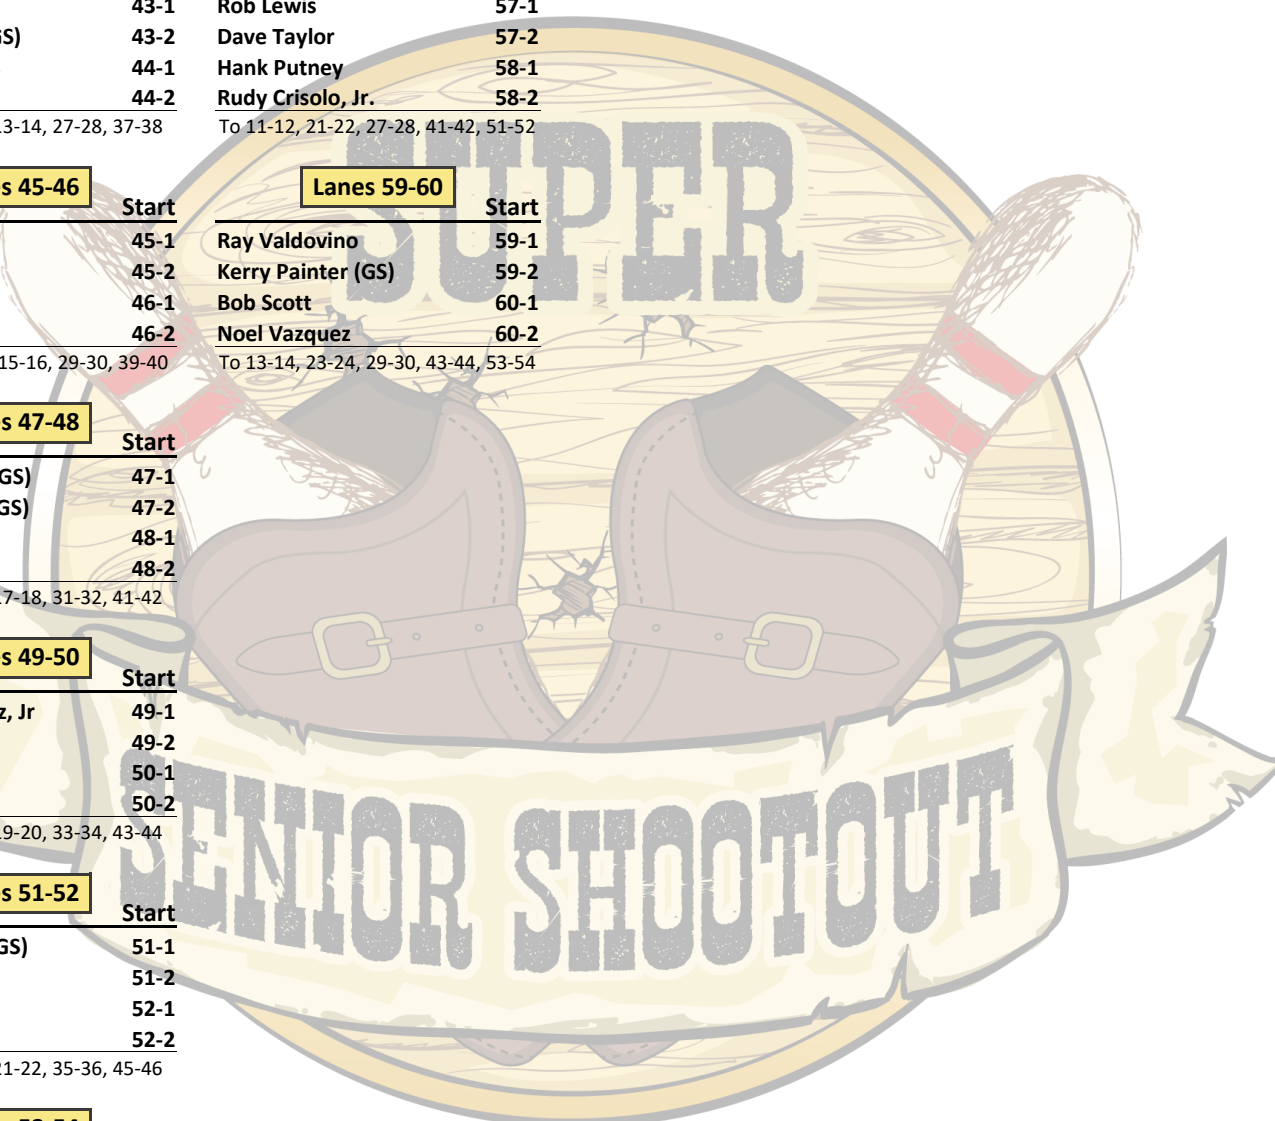 43-1
GS) 43-2
44-1
44-2
13-14, 27-28, 37-38
s 45-46
Start
45-1
45-2
46-1
46-2
15-16, 29-30, 39-40
s 47-48
Start
GS) 47-1
GS) 47-2
48-1
48-2
17-18, 31-32, 41-42
s 49-50
Start
z, Jr 49-1
49-2
50-1
50-2
19-20, 33-34, 43-44
s 51-52
Start
GS) 51-1
51-2
52-1
52-2
21-22, 35-36, 45-46
Rob Lewis 57-1
Dave Taylor 57-2
Hank Putney 58-1
Rudy Crisolo, Jr. 58-2
To 11-12, 21-22, 27-28, 41-42, 51-52
Lanes 59-60
Start
Ray Valdovino 59-1
Kerry Painter (GS) 59-2
Bob Scott 60-1
Noel Vazquez 60-2
To 13-14, 23-24, 29-30, 43-44, 53-54
SUPER
SENIOR SHOOTOUT